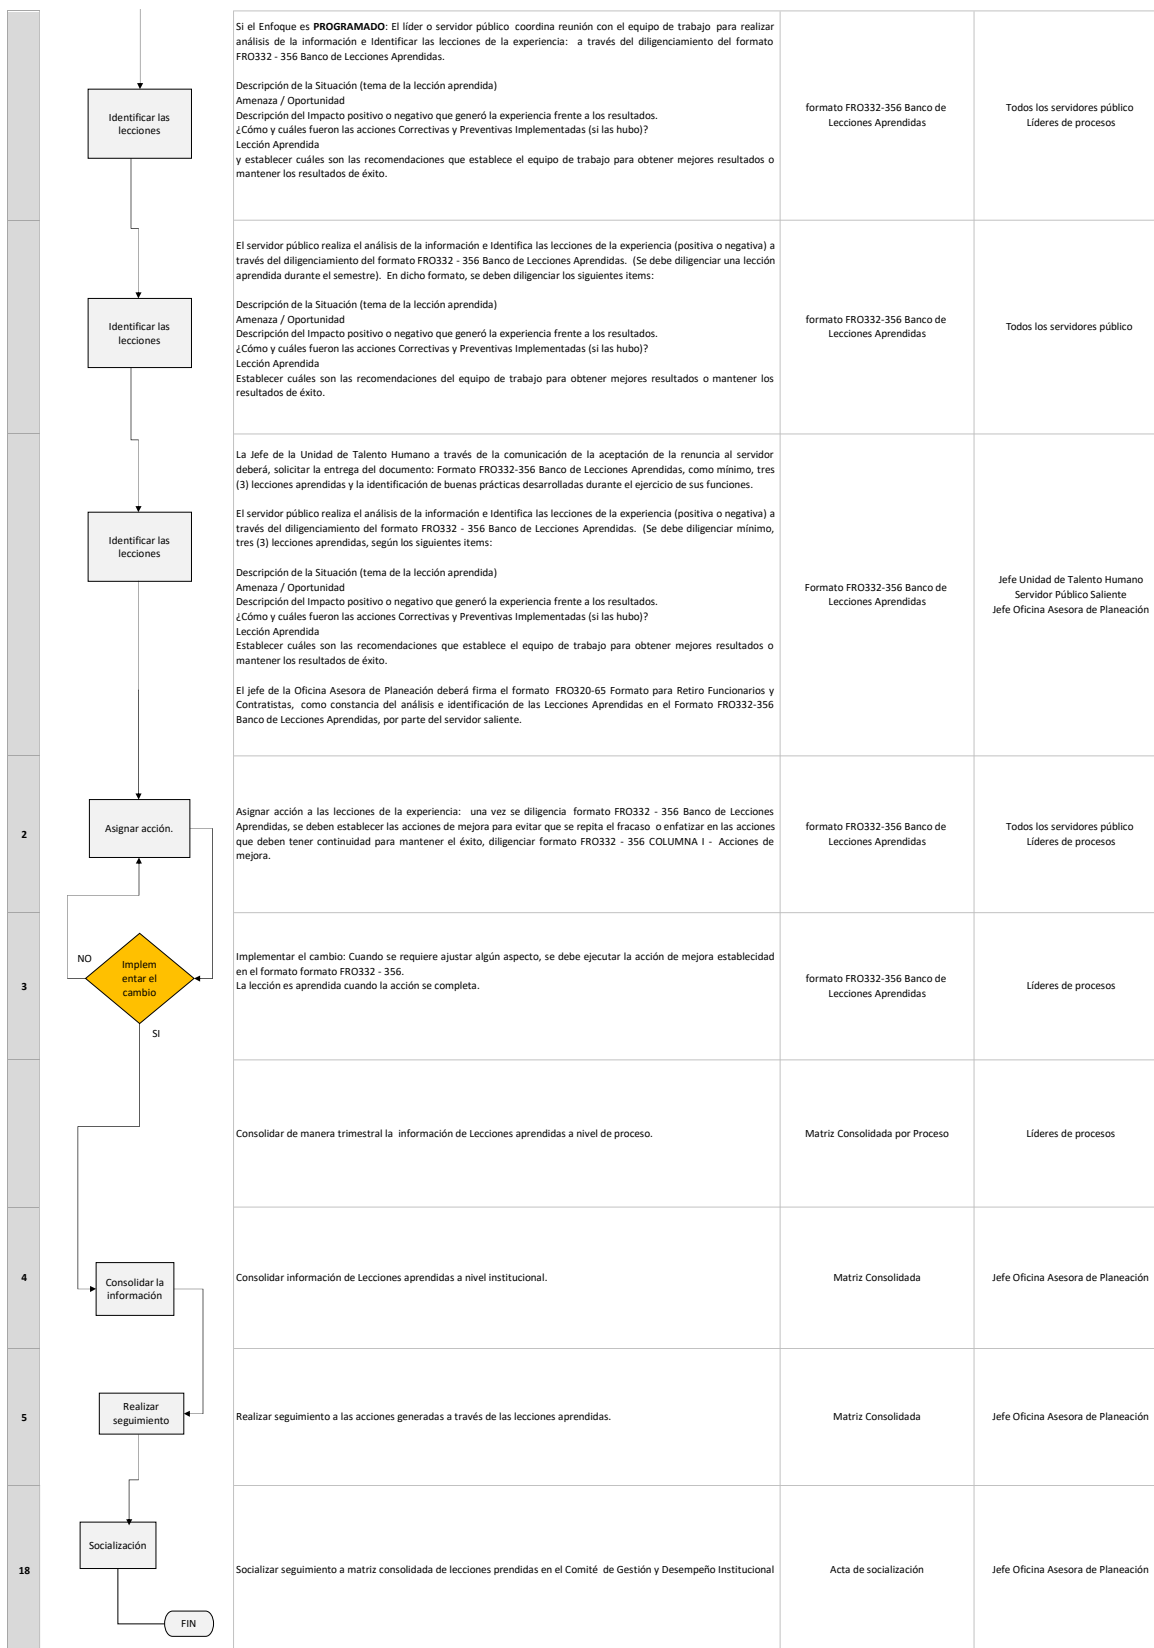 Si el Enfoque es PROGRAMADO: El líder o servidor público coordina reunión con el equipo de trabajo para realizar
análisis de la información e Identificar las lecciones de la experiencia: a través del diligenciamiento del formato
FRO332 - 356 Banco de Lecciones Aprendidas.
Descripción de la Situación (tema de la lección aprendida)
Amenaza / Oportunidad
Descripción del Impacto positivo o negativo que generó la experiencia frente a los resultados.
¿Cómo y cuáles fueron las acciones Correctivas y Preventivas Implementadas (si las hubo)?
Lección Aprendida
y establecer cuáles son las recomendaciones que establece el equipo de trabajo para obtener mejores resultados o
mantener los resultados de éxito.
Identificar las
lecciones
formato FRO332-356 Banco de
Lecciones Aprendidas
Todos los servidores público
Líderes de procesos
El servidor público realiza el análisis de la información e Identifica las lecciones de la experiencia (positiva o negativa) a
través del diligenciamiento del formato FRO332 - 356 Banco de Lecciones Aprendidas. (Se debe diligenciar una lección
aprendida durante el semestre). En dicho formato, se deben diligenciar los siguientes items:
Descripción de la Situación (tema de la lección aprendida)
Amenaza / Oportunidad
Descripción del Impacto positivo o negativo que generó la experiencia frente a los resultados.
¿Cómo y cuáles fueron las acciones Correctivas y Preventivas Implementadas (si las hubo)?
Lección Aprendida
Establecer cuáles son las recomendaciones del equipo de trabajo para obtener mejores resultados o mantener los
resultados de éxito.
Identificar las
lecciones
formato FRO332-356 Banco de
Lecciones Aprendidas
Todos los servidores público
La Jefe de la Unidad de Talento Humano a través de la comunicación de la aceptación de la renuncia al servidor
deberá, solicitar la entrega del documento: Formato FRO332-356 Banco de Lecciones Aprendidas, como mínimo, tres
(3) lecciones aprendidas y la identificación de buenas prácticas desarrolladas durante el ejercicio de sus funciones.
El servidor público realiza el análisis de la información e Identifica las lecciones de la experiencia (positiva o negativa) a
través del diligenciamiento del formato FRO332 - 356 Banco de Lecciones Aprendidas. (Se debe diligenciar mínimo,
tres (3) lecciones aprendidas, según los siguientes items:
Descripción de la Situación (tema de la lección aprendida)
Amenaza / Oportunidad
Descripción del Impacto positivo o negativo que generó la experiencia frente a los resultados.
¿Cómo y cuáles fueron las acciones Correctivas y Preventivas Implementadas (si las hubo)?
Lección Aprendida
Establecer cuáles son las recomendaciones que establece el equipo de trabajo para obtener mejores resultados o
mantener los resultados de éxito.
El jefe de la Oficina Asesora de Planeación deberá firma el formato FRO320-65 Formato para Retiro Funcionarios y
Contratistas, como constancia del análisis e identificación de las Lecciones Aprendidas en el Formato FRO332-356
Banco de Lecciones Aprendidas, por parte del servidor saliente.
Identificar las
lecciones
Formato FRO332-356 Banco de
Lecciones Aprendidas
Jefe Unidad de Talento Humano
Servidor Público Saliente
Jefe Oficina Asesora de Planeación
2
Asignar acción.
Asignar acción a las lecciones de la experiencia: una vez se diligencia formato FRO332 - 356 Banco de Lecciones
Aprendidas, se deben establecer las acciones de mejora para evitar que se repita el fracaso o enfatizar en las acciones
que deben tener continuidad para mantener el éxito, diligenciar formato FRO332 - 356 COLUMNA I - Acciones de
mejora.
formato FRO332-356 Banco de
Lecciones Aprendidas
Todos los servidores público
Líderes de procesos
3
NO
Implem
entar el
cambio
SI
Implementar el cambio: Cuando se requiere ajustar algún aspecto, se debe ejecutar la acción de mejora establecidad
en el formato formato FRO332 - 356.
La lección es aprendida cuando la acción se completa.
formato FRO332-356 Banco de
Lecciones Aprendidas
Líderes de procesos
Consolidar de manera trimestral la información de Lecciones aprendidas a nivel de proceso.
Matriz Consolidada por Proceso
Líderes de procesos
4
Consolidar la
información
Consolidar información de Lecciones aprendidas a nivel institucional.
Matriz Consolidada
Jefe Oficina Asesora de Planeación
5
Realizar
seguimiento
Realizar seguimiento a las acciones generadas a través de las lecciones aprendidas.
Matriz Consolidada
Jefe Oficina Asesora de Planeación
18
Socialización
Socializar seguimiento a matriz consolidada de lecciones prendidas en el Comité de Gestión y Desempeño Institucional
Acta de socialización
Jefe Oficina Asesora de Planeación
FIN